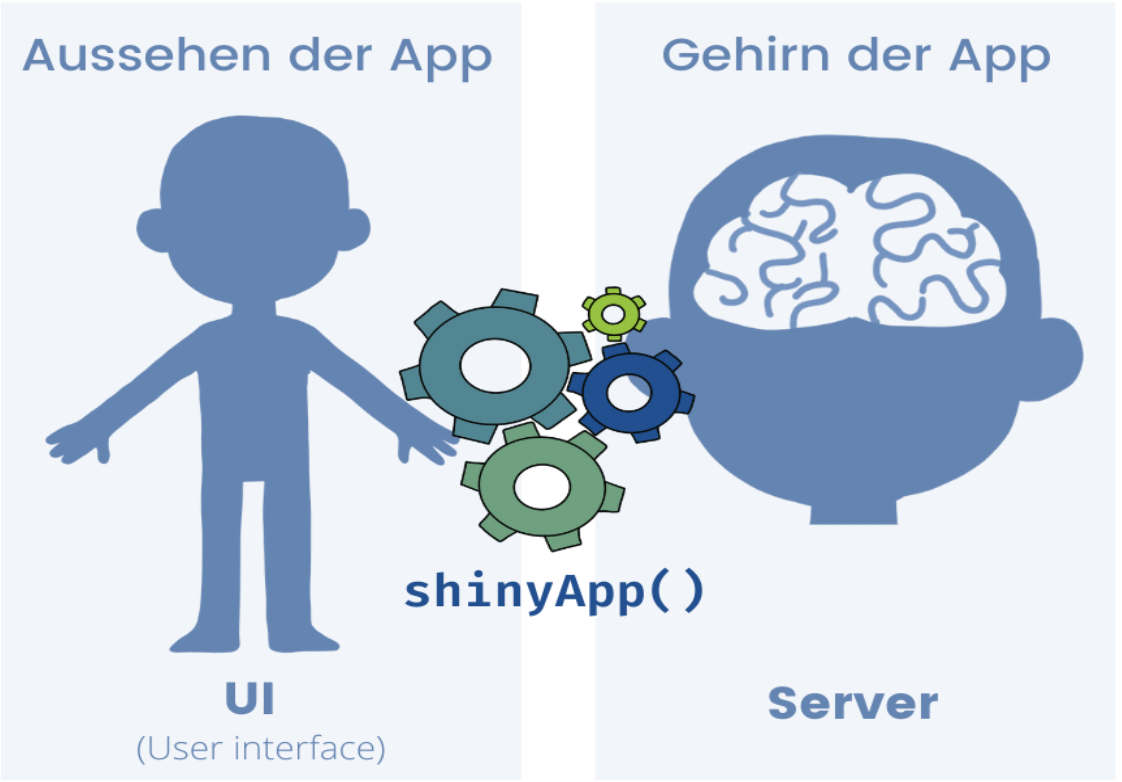 Aussehen der App
Gehirn der App
shinyApp()
UI
(User interface)
Server